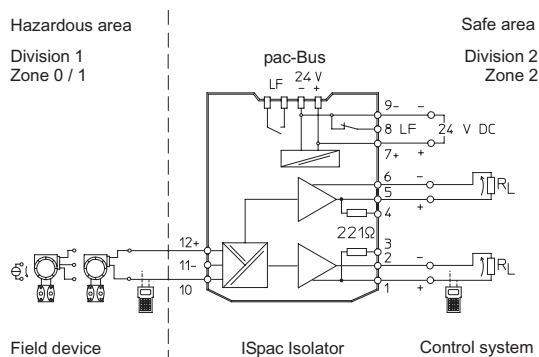 Hazardous area
Safe area
Division 1
Zone 0 / 1
Division 2
Zone 2
pac-Bus
LF 24 V
- +
9- -
8 LF 24 V DC
7+ +
6 -
5 RL
4 +
221Ω
3
2 -
RL
1 +
12+
11-
10
Field device
ISpac Isolator
Control system